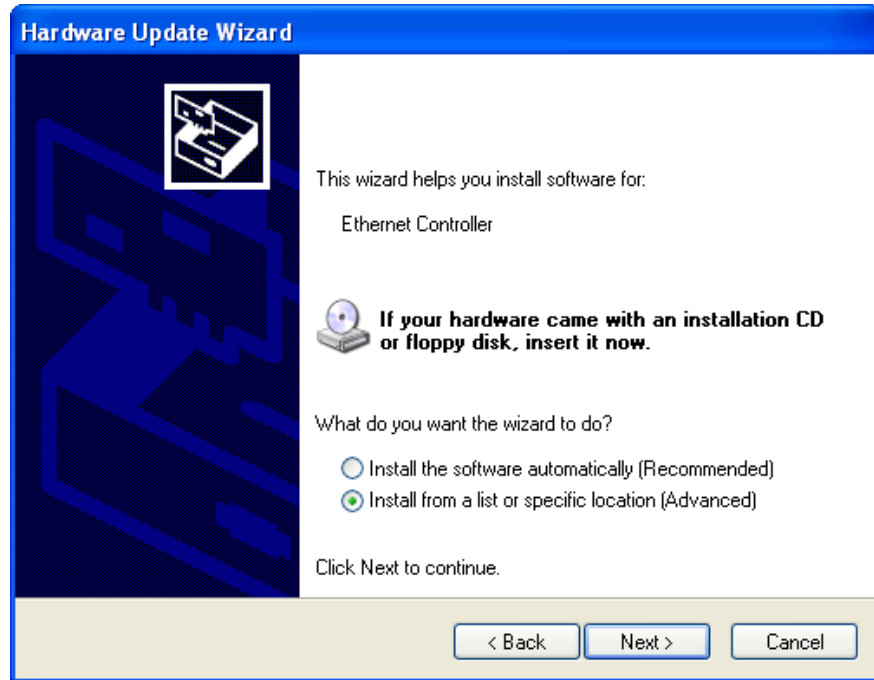 Hardware Update Wizard
This wizard helps you install software for:
Ethernet Controller
If your hardware came with an installation CD
or floppy disk, insert it now.
What do you want the wizard to do?
Install the software automatically (Recommended)
Install from a list or specific location (Advanced)
Click Next to continue.
< Back Next > Cancel